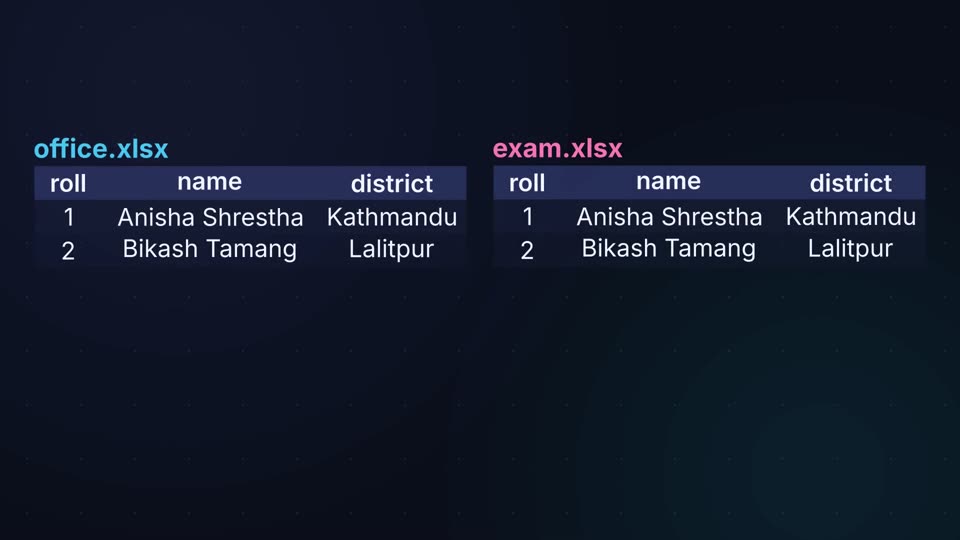 office.xlsx
roll name district
1 Anisha Shrestha Kathmandu
2 Bikash Tamang Lalitpur
exam.xlsx
roll name district
1 Anisha Shrestha Kathmandu
2 Bikash Tamang Lalitpur